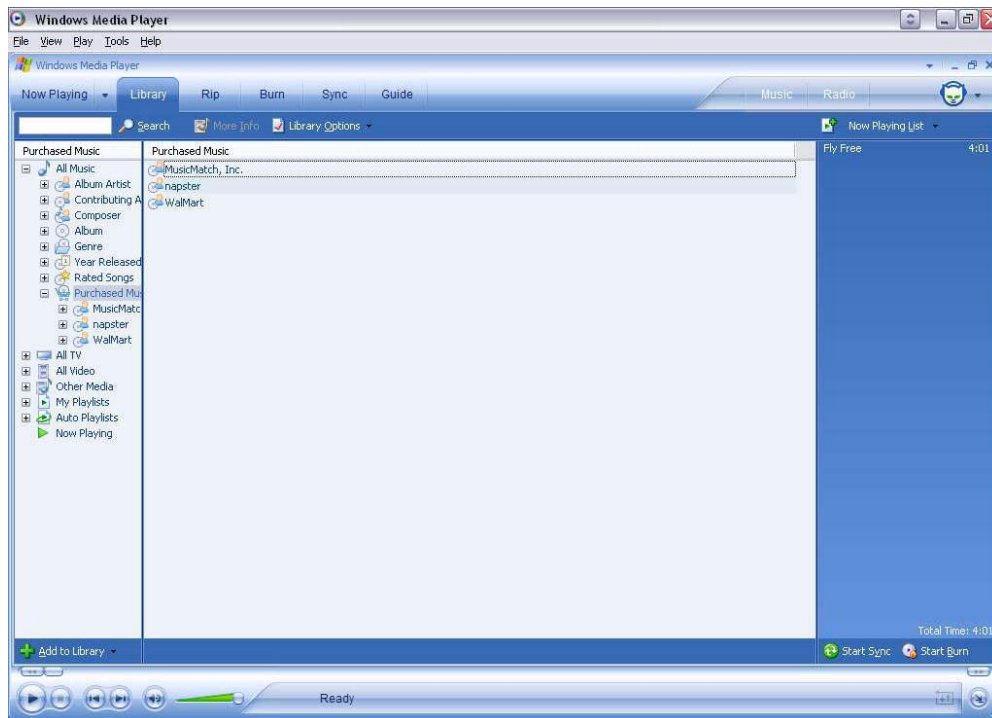 Windows Media Player
File View Play Tools Help
Windows Media Player
Now Playing Library Rip Burn Sync Guide Music Radio
Search More Info Library Options Now Playing List
Purchased Music
All Music
Album Artist
Contributing A
Composer
Album
Genre
Year Released
Rated Songs
Purchased Mu
MusicMatc
napster
WalMart
All TV
All Video
Other Media
My Playlists
Auto Playlists
Now Playing
Purchased Music
MusicMatch, Inc.
napster
WalMart
Fly Free 4:01
Total Time: 4:01
Add to Library Start Sync Start Burn
Ready